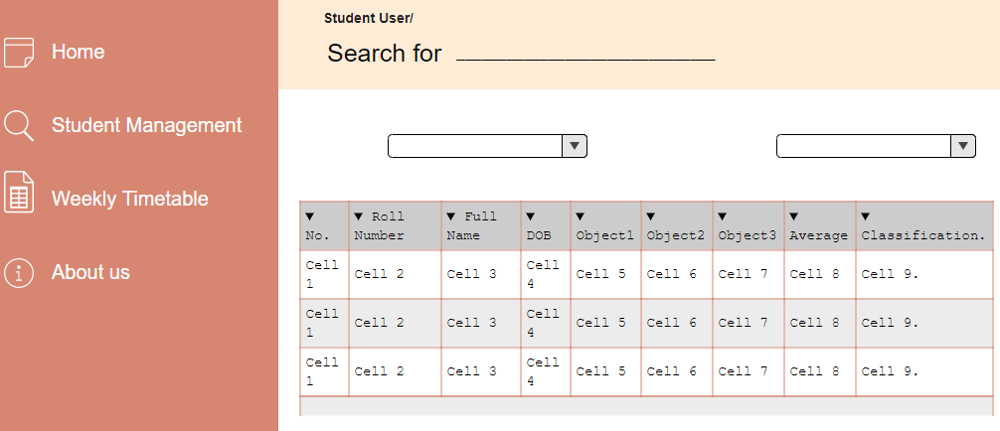 Home
Student Management
Weekly Timetable
About us
Student User/
Search for ______________________
▼ No. ▼ Roll Number ▼ Full Name ▼ DOB ▼ Object1 ▼ Object2 ▼ Object3 ▼ Average ▼ Classification.
Cell 1 Cell 2 Cell 3 Cell 4 Cell 5 Cell 6 Cell 7 Cell 8 Cell 9.
Cell 1 Cell 2 Cell 3 Cell 4 Cell 5 Cell 6 Cell 7 Cell 8 Cell 9.
Cell 1 Cell 2 Cell 3 Cell 4 Cell 5 Cell 6 Cell 7 Cell 8 Cell 9.